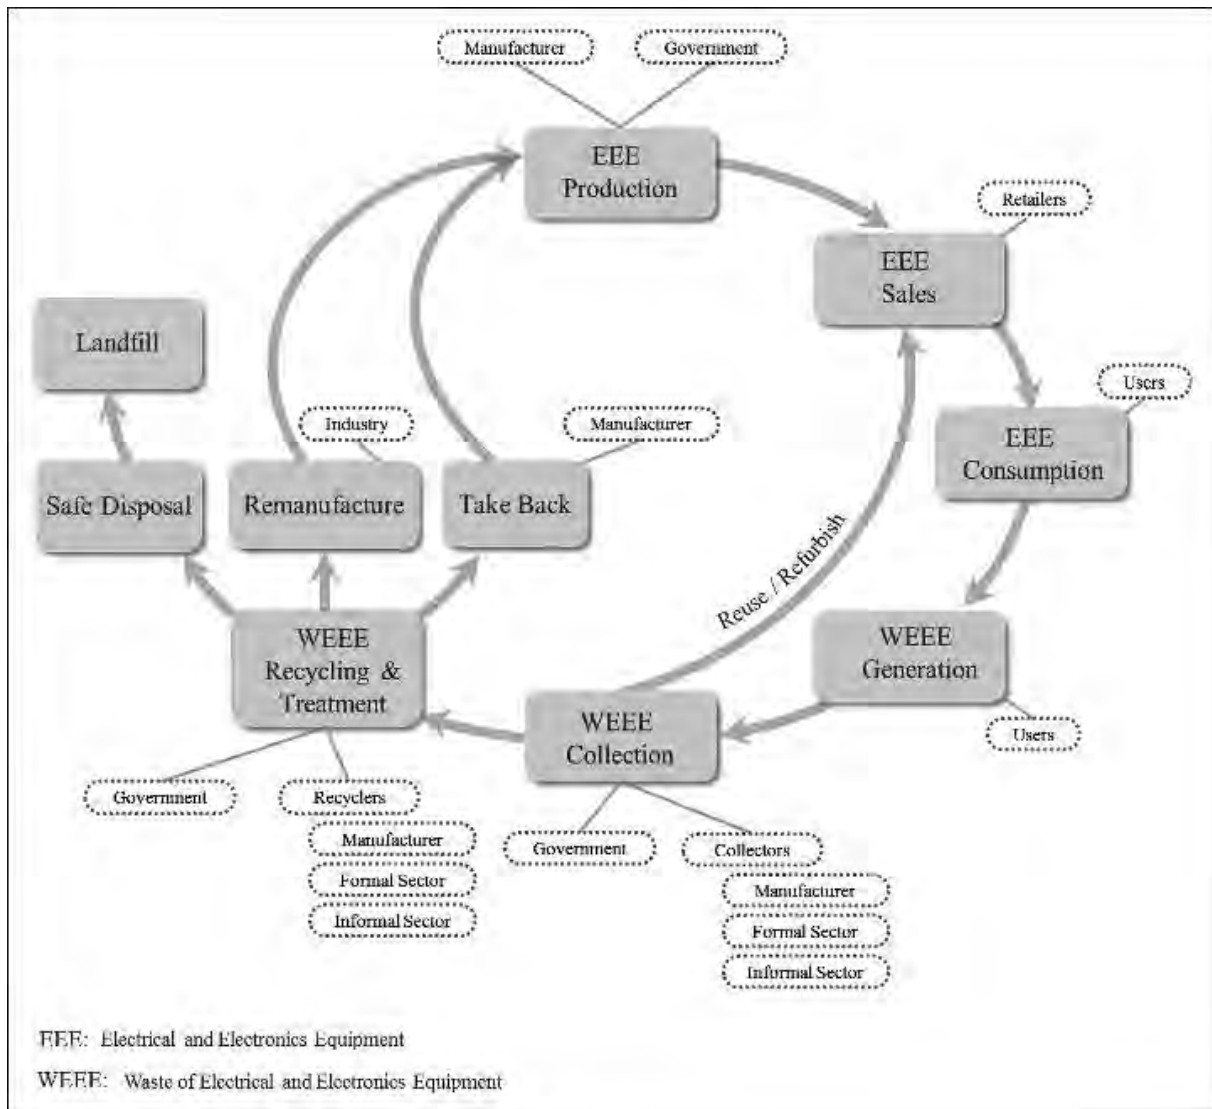 Manufacturer
Government
EEE
Production
Retailers
EEE
Sales
Landfill
Users
Industry
Manufacturer
EEE
Consumption
Safe Disposal
Remanufacture
Take Back
Reuse / Refurbish
WEEE
Recycling &
Treatment
WEEE
Generation
WEEE
Collection
Users
Government
Recyclers
Manufacturer
Formal Sector
Informal Sector
Government
Collectors
Manufacturer
Formal Sector
Informal Sector
EEE: Electrical and Electronics Equipment
WEEE: Waste of Electrical and Electronics Equipment